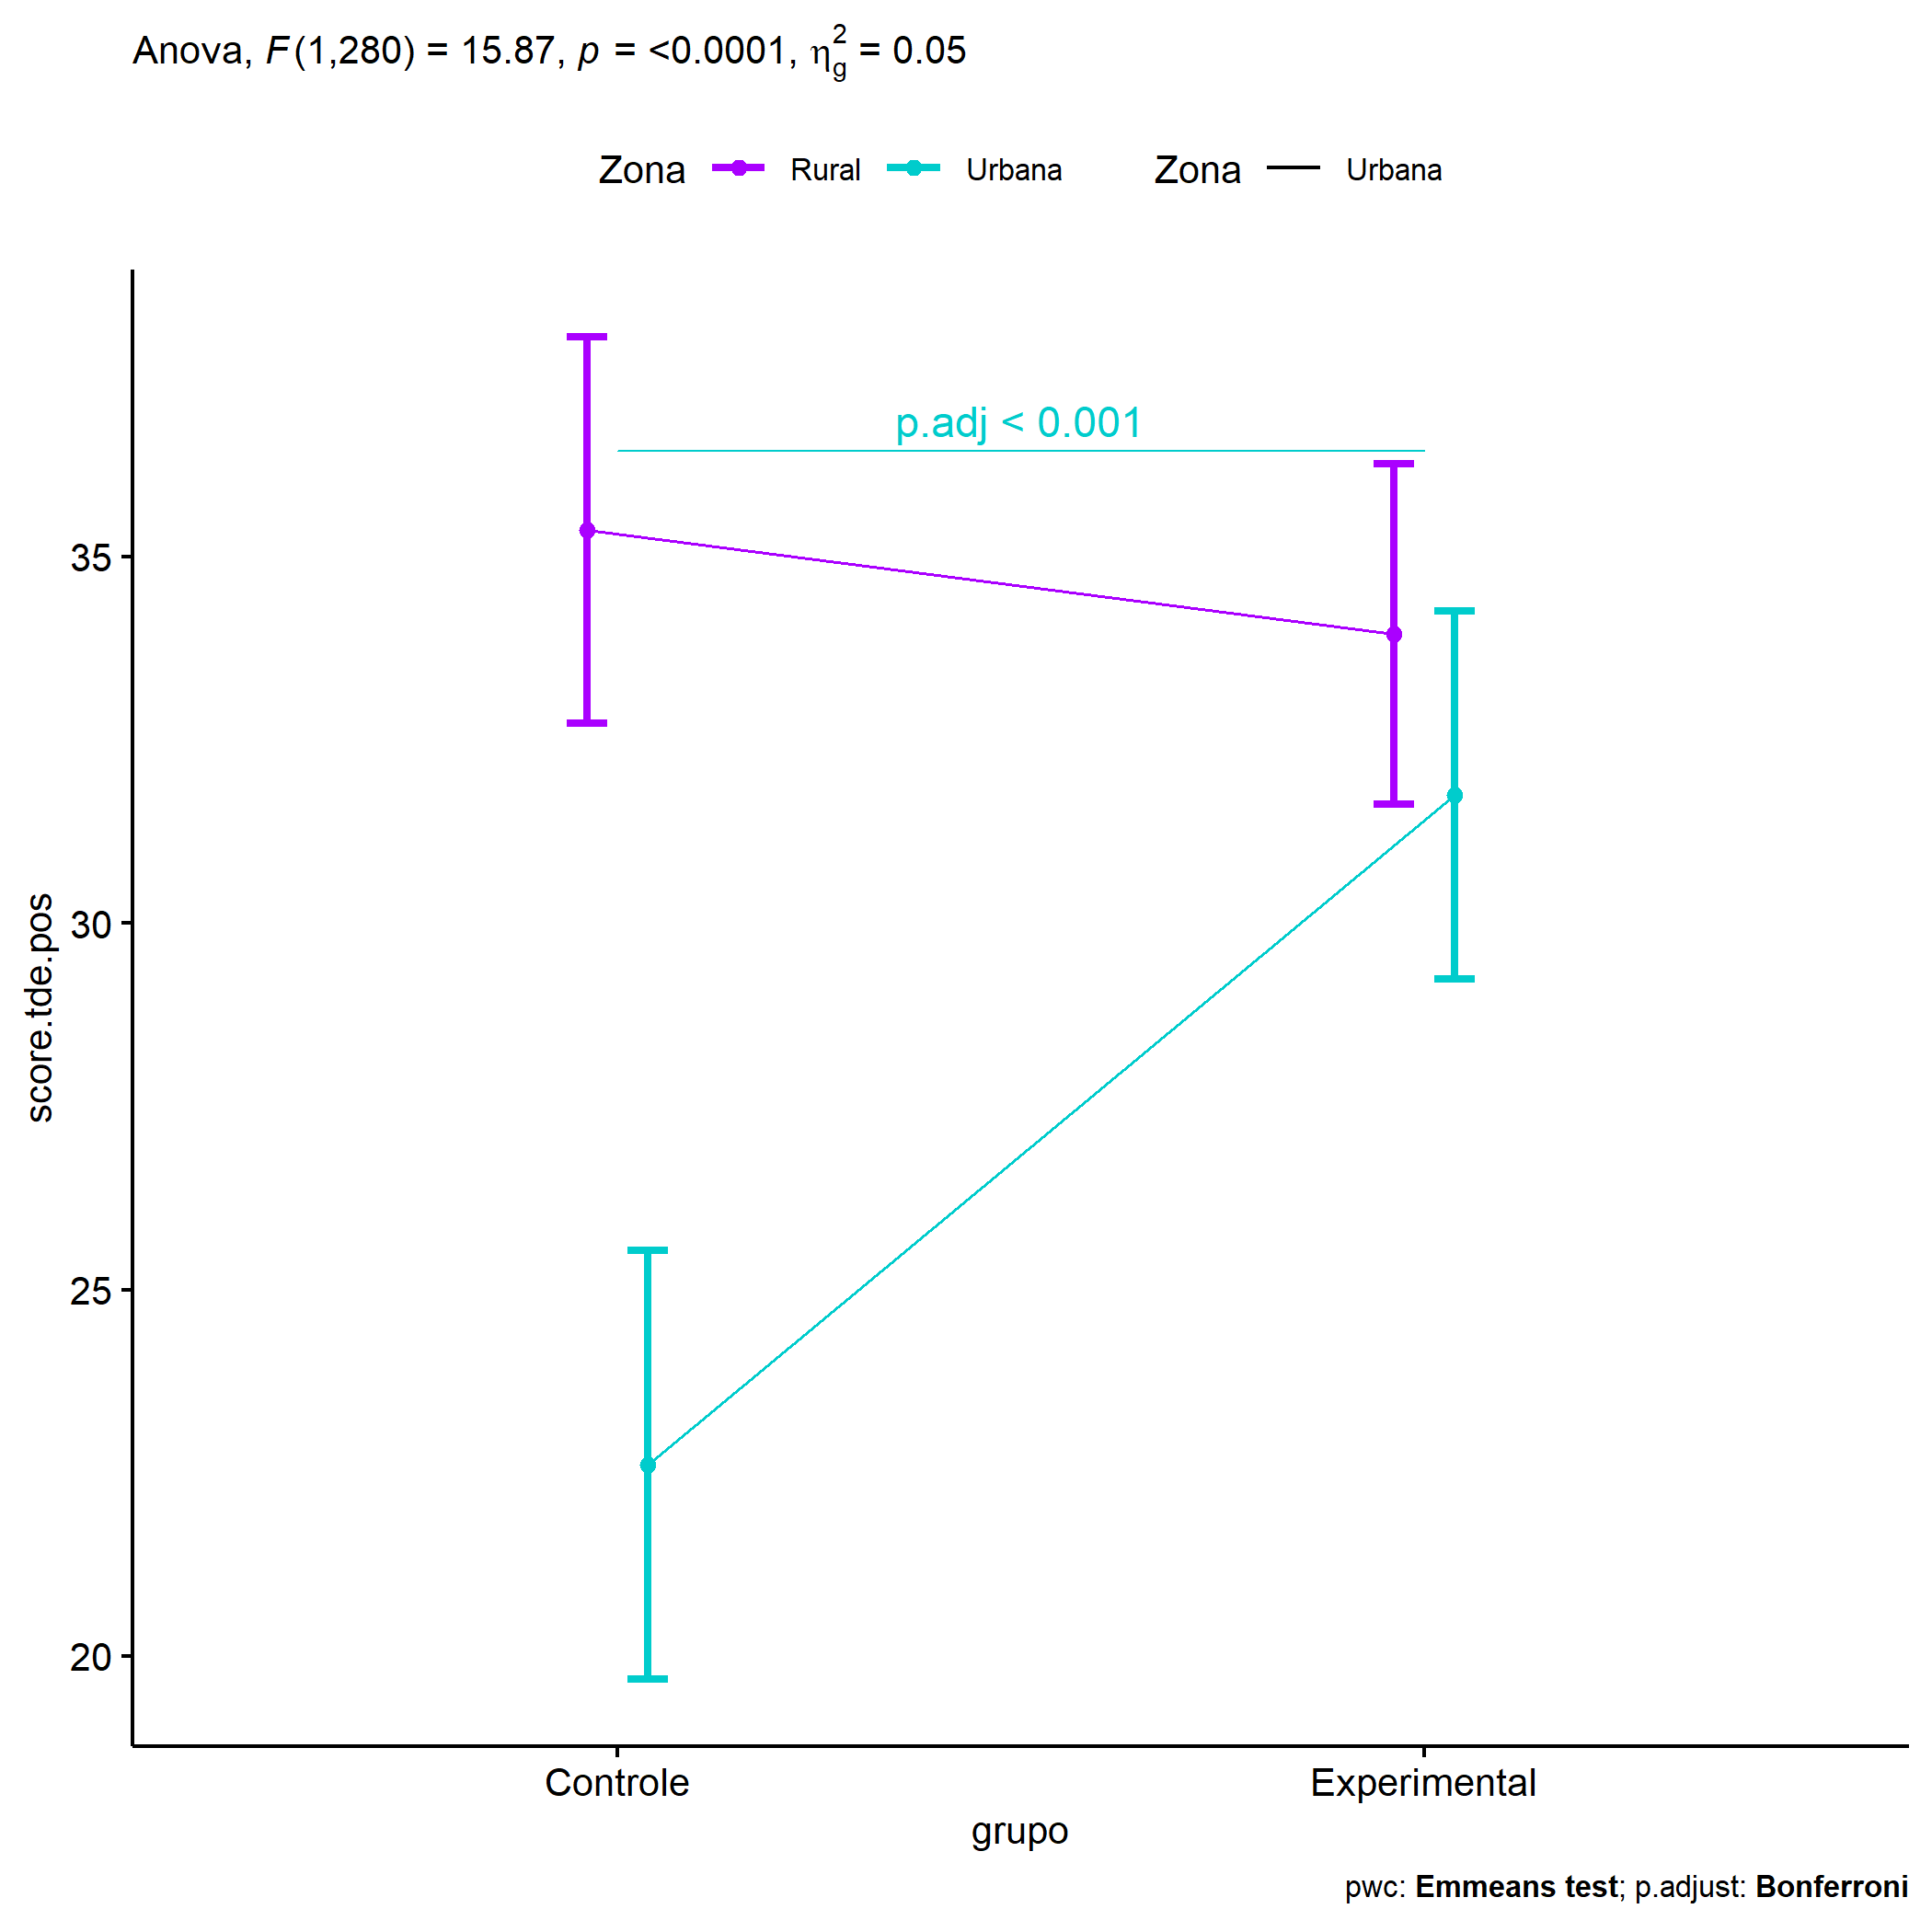 Anova, F(1,280) = 15.87, p = <0.0001, η²g = 0.05
Zona Rural Urbana Zona Urbana
p.adj < 0.001
35
30
25
20
score.tde.pos
Controle Experimental
grupo
pwc: Emmeans test; p.adjust: Bonferroni